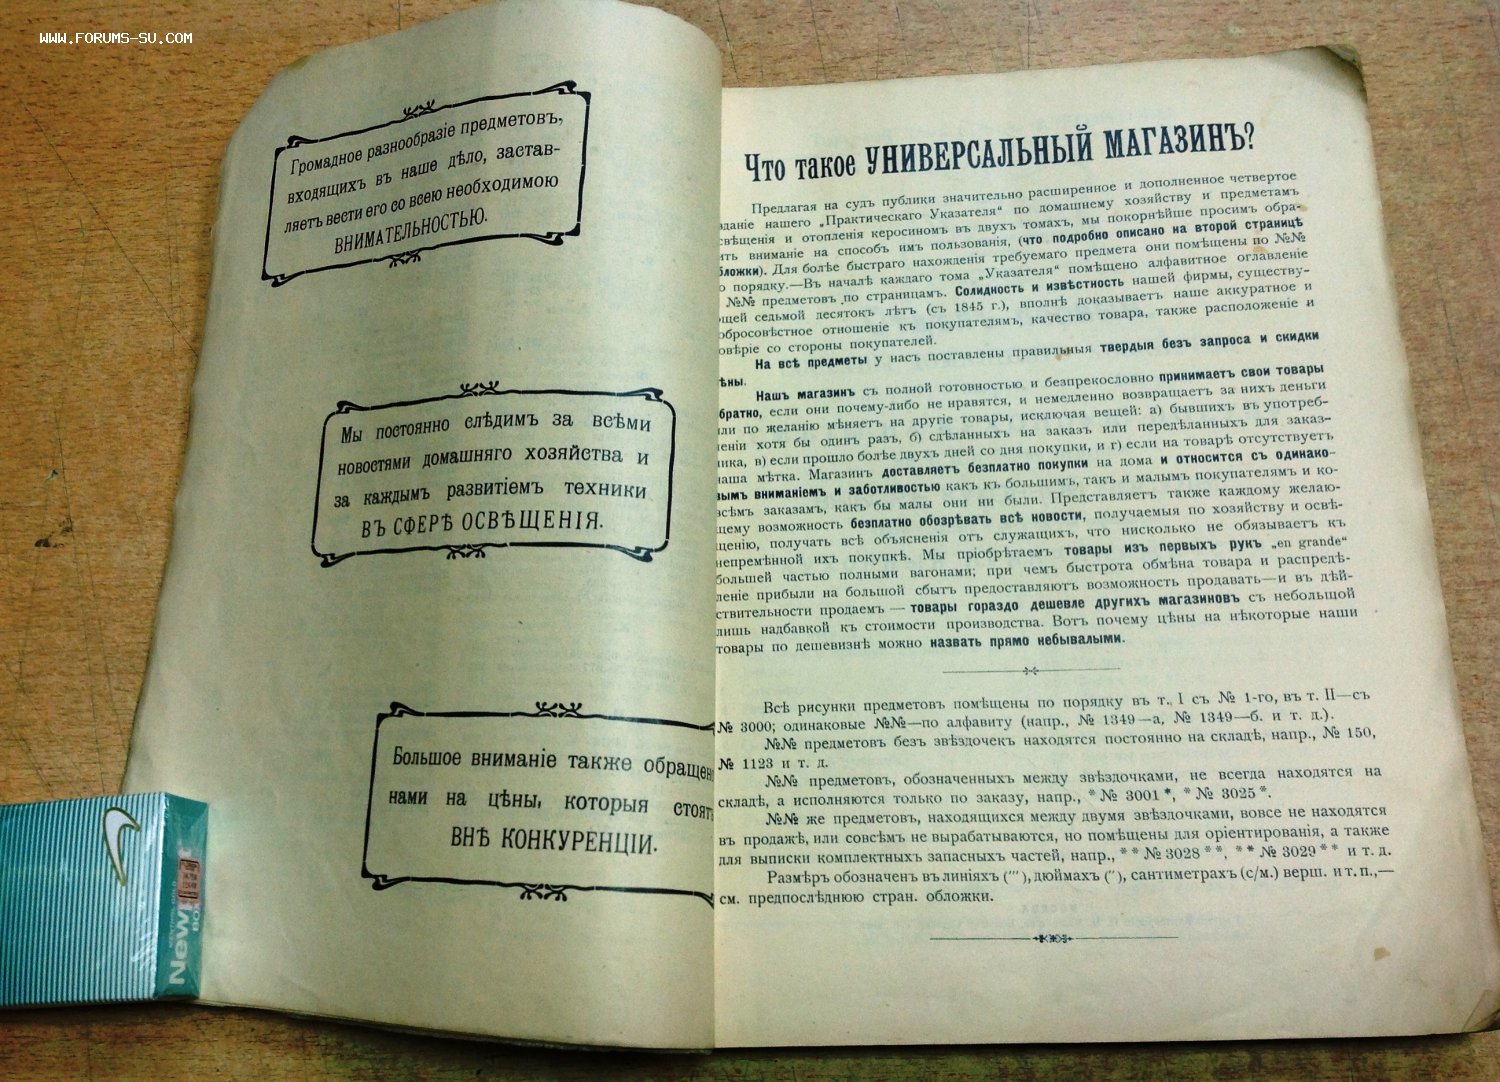 WWW.FORUMS-SU.COM
Громадное разнообразіе предметовъ,
входящихъ въ наше дѣло, застав-
ляетъ вести его со всею необходимою
ВНИМАТЕЛЬНОСТЬЮ.
Мы постоянно слѣдимъ за всѣми
новостями домашняго хозяйства и
за каждымъ развитіемъ техники
ВЪ СФЕРѢ ОСВѢЩЕНІЯ.
Большое вниманіе также обращен
нами на цѣны, которыя стоятъ
ВНѢ КОНКУРЕНЦІИ.
Newp
Что такое УНИВЕРСАЛЬНЫЙ МАГАЗИНЪ?
Предлагая на судъ публики значительно расширенное и дополненное четвертое
зданіе нашего „Практическаго Указателя“ по домашнему хозяйству и предметамъ
свѣщенія и отопленія керосиномъ въ двухъ томахъ, мы покорнѣйше просимъ обра-
ить вниманіе на способъ имъ пользованія, (что подробно описано на второй страницѣ
бложки). Для болѣе быстраго нахожденія требуемаго предмета они помѣщены по №№
о порядку.—Въ началѣ каждаго тома „Указателя“ помѣщено алфавитное оглавленіе
№№ предметовъ по страницамъ. Солидность и извѣстность нашей фирмы, существу-
щей седьмой десятокъ лѣтъ (съ 1845 г.), вполнѣ доказываетъ наше аккуратное и
обросовѣстное отношеніе къ покупателямъ, качество товара, также расположеніе и
овѣріе со стороны покупателей.
На всѣ предметы у насъ поставлены правильныя твердыя безъ запроса и скидки
ѣны.
Нашъ магазинъ съ полной готовностью и безпрекословно принимаетъ свои товары
братно, если они почему-либо не нравятся, и немедленно возвращаетъ за нихъ деньги
ли по желанію мѣняетъ на другіе товары, исключая вещей: а) бывшихъ въ употреб-
еніи хотя бы одинъ разъ, б) сдѣланныхъ на заказъ или передѣланныхъ для заказ-
ика, в) если прошло болѣе двухъ дней со дня покупки, и г) если на товарѣ отсутствуетъ
наша мѣтка. Магазинъ доставляетъ безплатно покупки на дома и относится съ одинако-
вымъ вниманіемъ и заботливостью какъ къ большимъ, такъ и малымъ покупателямъ и ко-
всѣмъ заказамъ, какъ бы малы они ни были. Представляетъ также каждому желаю-
щему возможность безплатно обозрѣвать всѣ новости, получаемыя по хозяйству и освѣ-
щенію, получать всѣ объясненія отъ служащихъ, что нисколько не обязываетъ къ
непремѣнной ихъ покупкѣ. Мы пріобрѣтаемъ товары изъ первыхъ рукъ „en grande“
большей частью полными вагонами; при чемъ быстрота обмѣна товара и распредѣ-
леніе прибыли на большой сбытъ предоставляютъ возможность продавать—и въ дѣй-
ствительности продаемъ — товары гораздо дешевле другихъ магазиновъ съ небольшой
лишь надбавкой къ стоимости производства. Вотъ почему цѣны на нѣкоторые наши
товары по дешевизнѣ можно назвать прямо небывалыми.
Всѣ рисунки предметовъ помѣщены по порядку въ т. I съ № 1-го, въ т. II—съ
№ 3000; одинаковые №№—по алфавиту (напр., № 1349—а, № 1349—б. и т. д.).
№№ предметовъ безъ звѣздочекъ находятся постоянно на складѣ, напр., № 150,
№ 1123 и т. д.
№№ предметовъ, обозначенныхъ между звѣздочками, не всегда находятся на
складѣ, а исполняются только по заказу, напр., * № 3001 *, * № 3025 *.
№№ же предметовъ, находящихся между двумя звѣздочками, вовсе не находятся
въ продажѣ, или совсѣмъ не вырабатываются, но помѣщены для оріентированія, а также
для выписки комплектныхъ запасныхъ частей, напр., * * № 3028 * *, * * № 3029 * * и т. д.
Размѣръ обозначенъ въ линіяхъ ('''), дюймахъ (''), сантиметрахъ (с/м.) верш. и т. п.,—
см. предпослѣднюю стран. обложки.